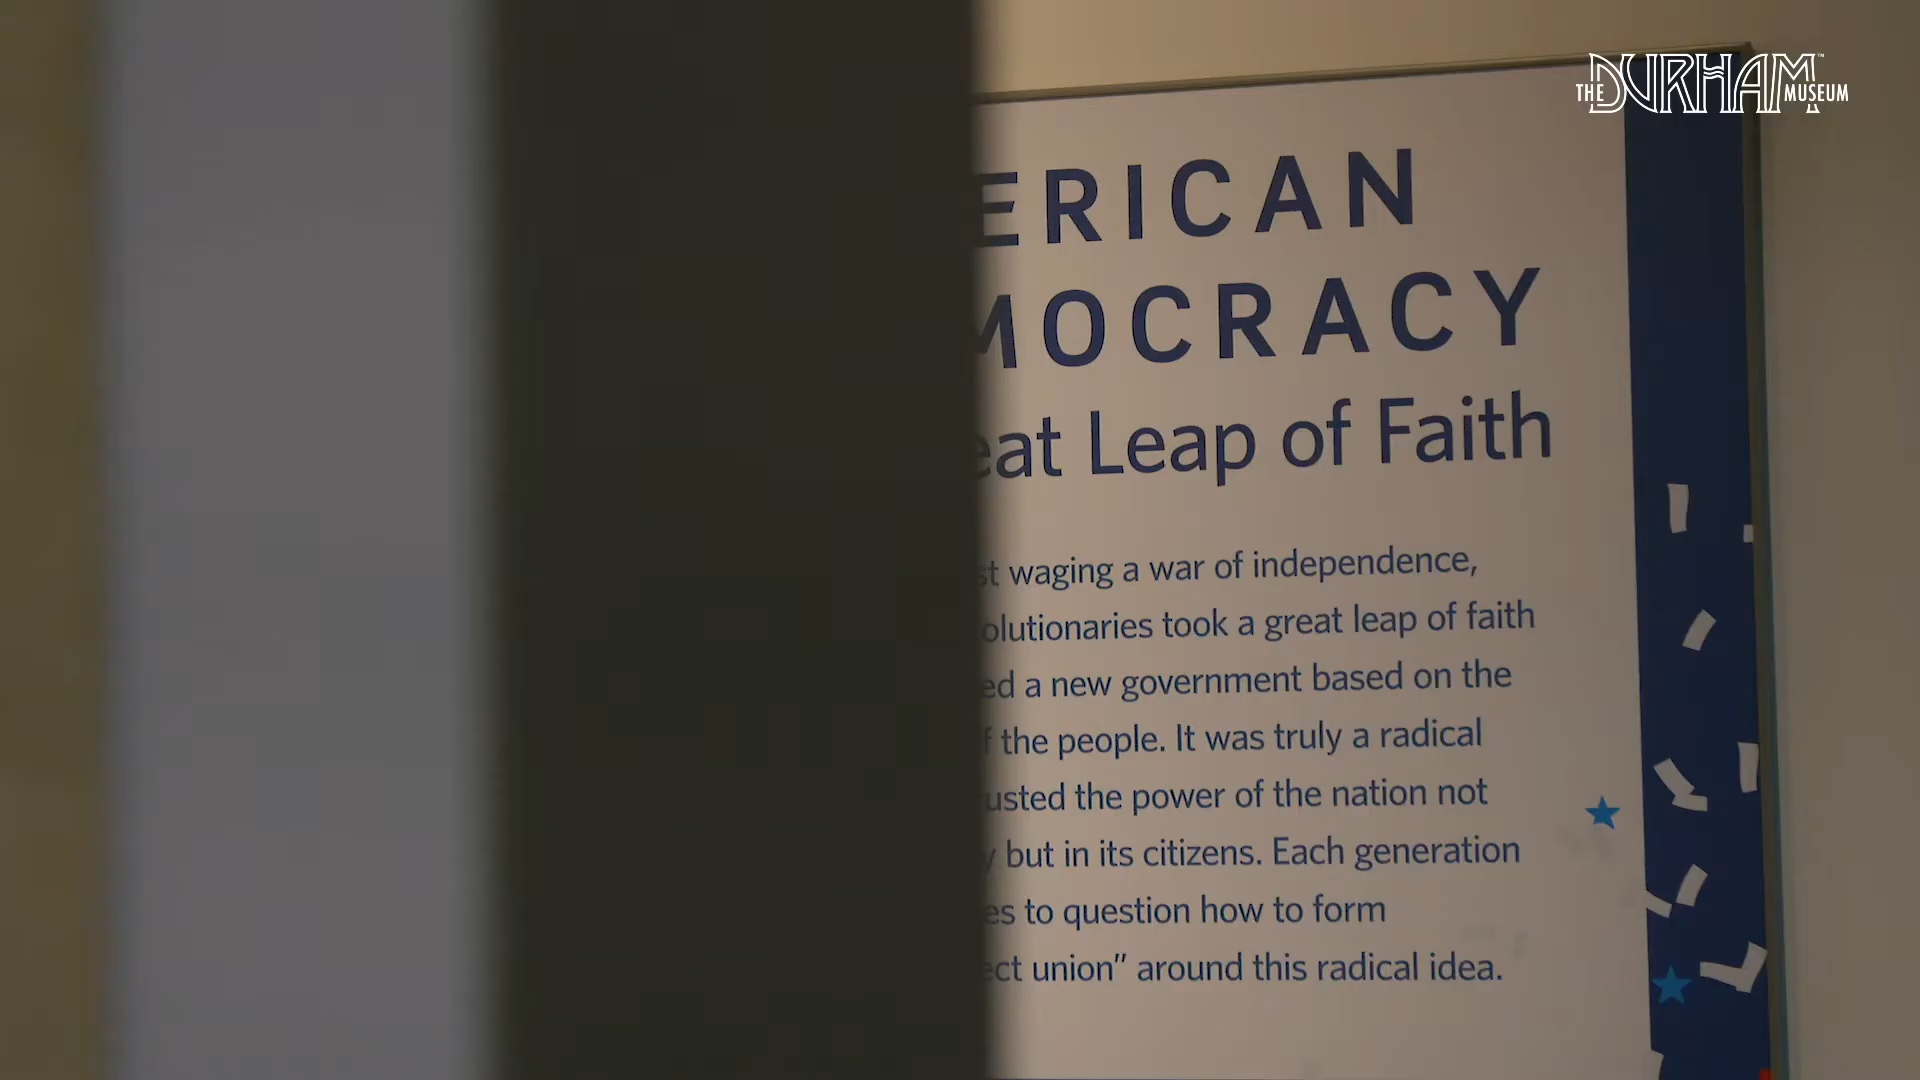 THE DURHAM MUSEUM
ERICAN
MOCRACY
eat Leap of Faith
st waging a war of independence,
olutionaries took a great leap of faith
ed a new government based on the
f the people. It was truly a radical
usted the power of the nation not
y but in its citizens. Each generation
es to question how to form
ect union” around this radical idea.